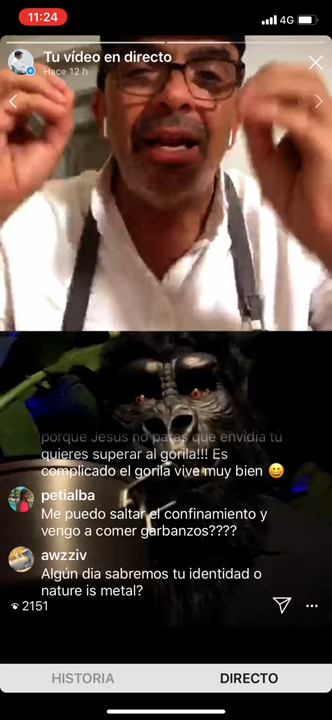 11:24
4G
Tu vídeo en directo
Hace 12 h
porque Jesus no paras que envidia tú
quieres superar al gorila!!! Es
complicado el gorila vive muy bien 😀
petialba
Me puedo saltar el confinamiento y
vengo a comer garbanzos????
awzziv
Algún dia sabremos tu identidad o
nature is metal?
2151
HISTORIA
DIRECTO